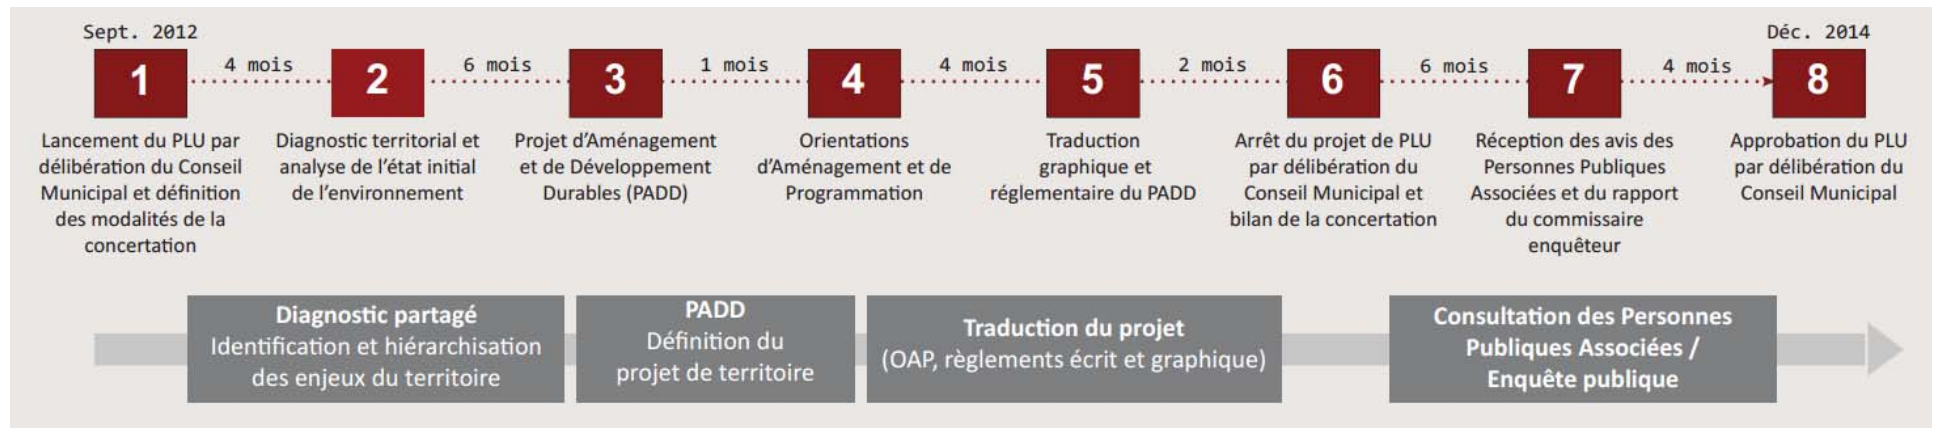 Sept. 2012
Déc. 2014
1
4 mois
2
6 mois
3
1 mois
4
4 mois
5
2 mois
6
6 mois
7
4 mois
8
Lancement du PLU par
délibération du Conseil
Municipal et définition
des modalités de la
concertation
Diagnostic territorial et
analyse de l'état initial
de l'environnement
Projet d'Aménagement
et de Développement
Durables (PADD)
Orientations
d'Aménagement et de
Programmation
Traduction
graphique et
réglementaire du PADD
Arrêt du projet de PLU
par délibération du
Conseil Municipal et
bilan de la concertation
Réception des avis des
Personnes Publiques
Associées et du rapport
du commissaire
enquêteur
Approbation du PLU
par délibération du
Conseil Municipal
Diagnostic partagé
Identification et hiérarchisation
des enjeux du territoire
PADD
Définition du
projet de territoire
Traduction du projet
(OAP, règlements écrit et graphique)
Consultation des Personnes
Publiques Associées /
Enquête publique